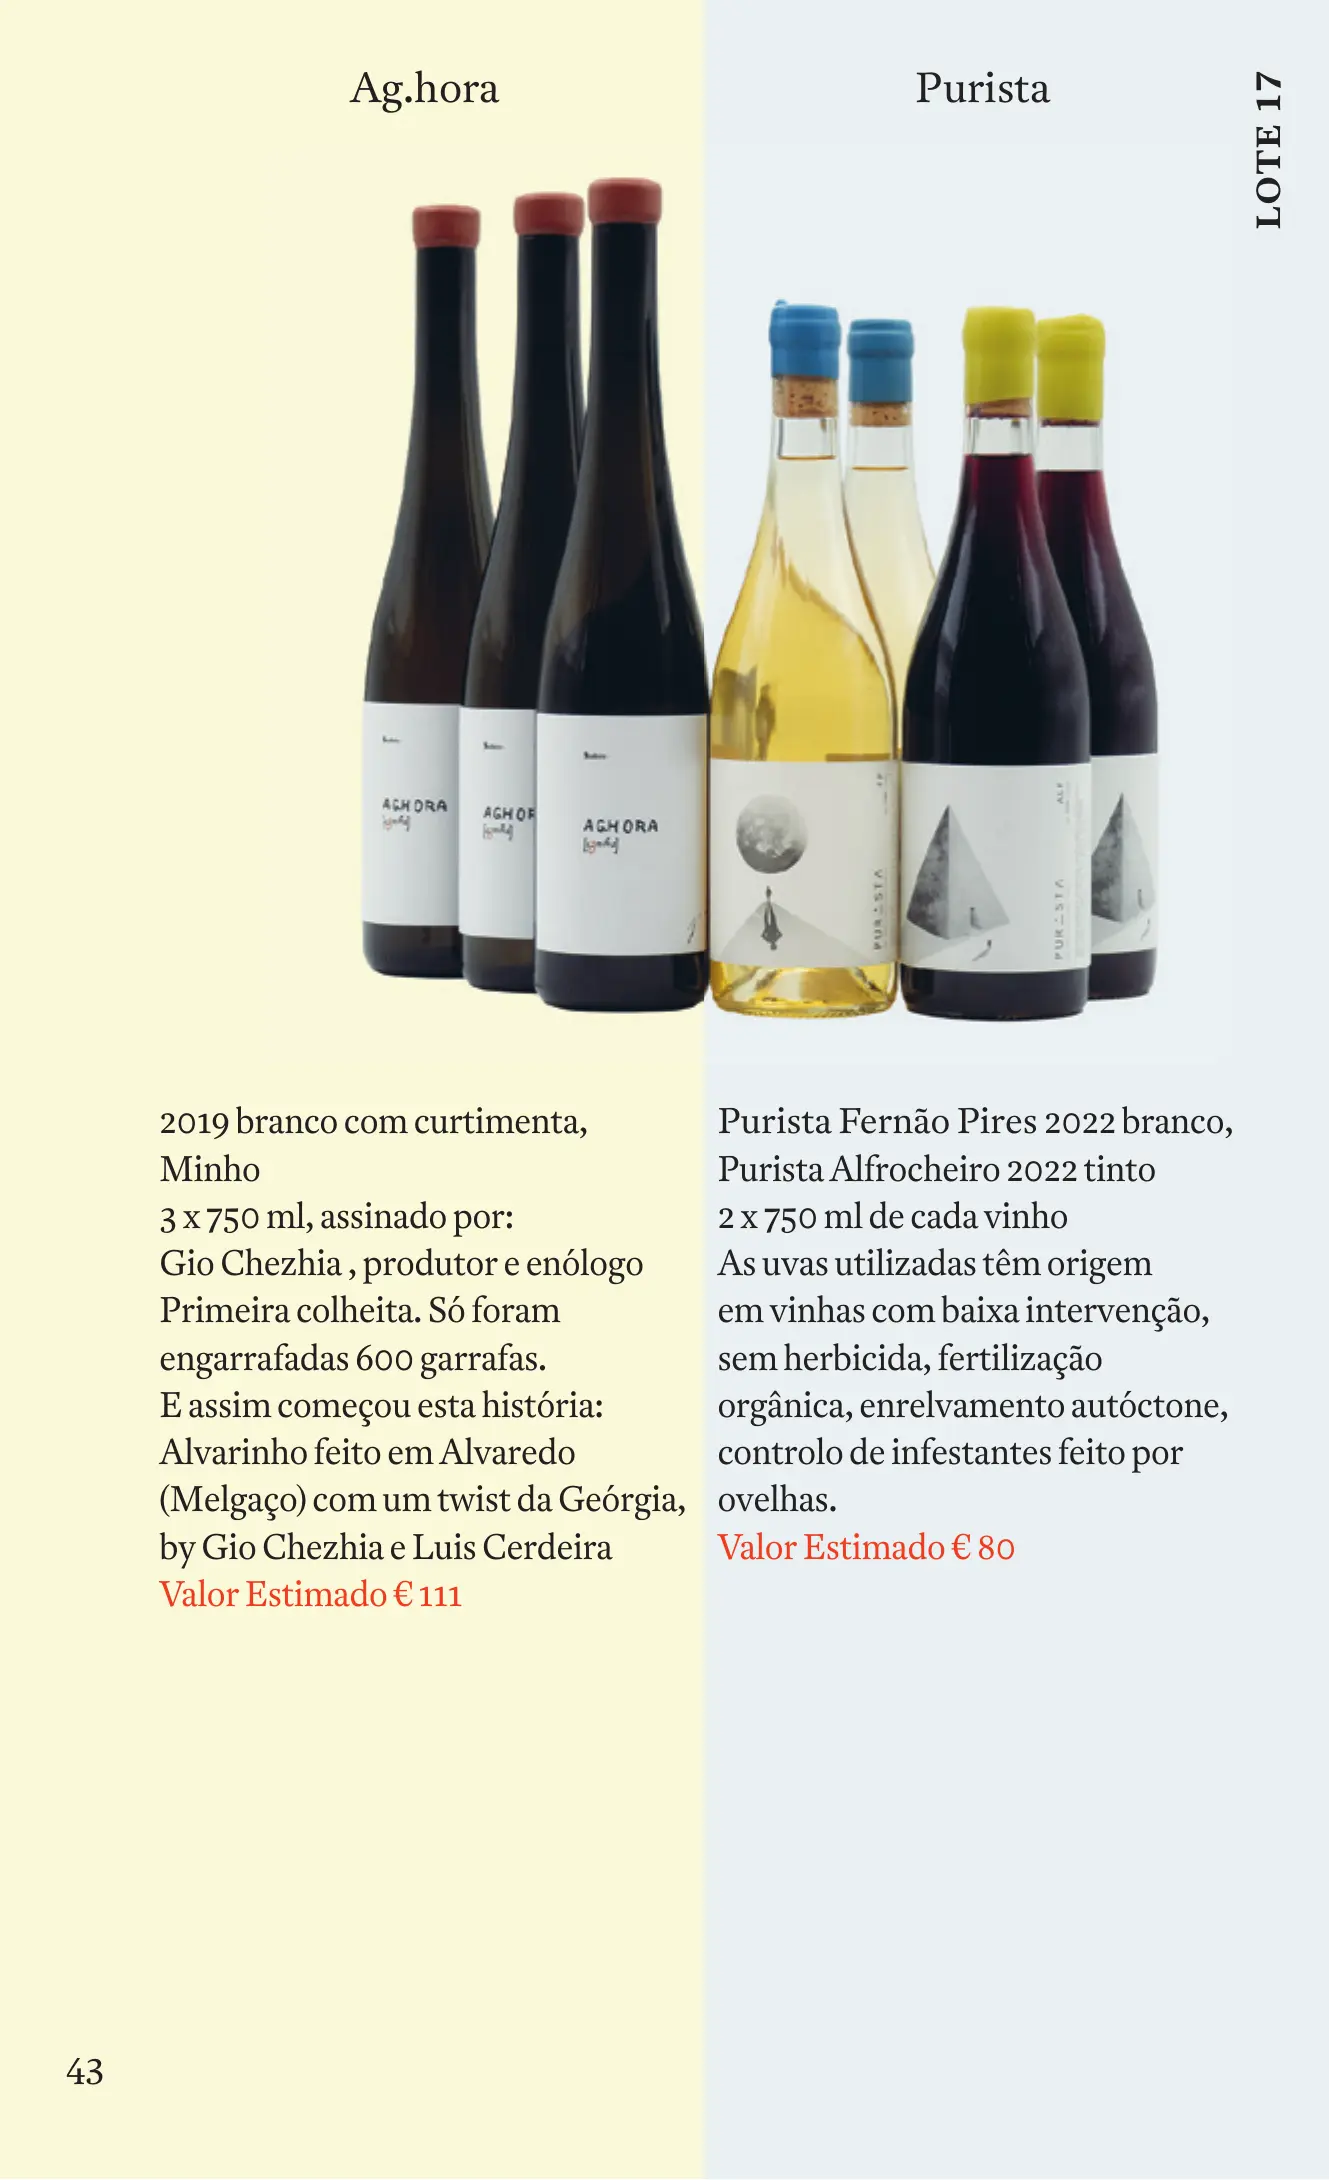 Ag.hora
Purista
LOTE 17
AGHORA
AGHOR
AGHORA
PURISTA
ALF
PURISTA
2019 branco com curtimenta,
Minho
3 x 750 ml, assinado por:
Gio Chezhia , produtor e enólogo
Primeira colheita. Só foram
engarrafadas 600 garrafas.
E assim começou esta história:
Alvarinho feito em Alvaredo
(Melgaço) com um twist da Geórgia,
by Gio Chezhia e Luis Cerdeira
Valor Estimado € 111
Purista Fernão Pires 2022 branco,
Purista Alfrocheiro 2022 tinto
2 x 750 ml de cada vinho
As uvas utilizadas têm origem
em vinhas com baixa intervenção,
sem herbicida, fertilização
orgânica, enrelvamento autóctone,
controlo de infestantes feito por
ovelhas.
Valor Estimado € 80
43